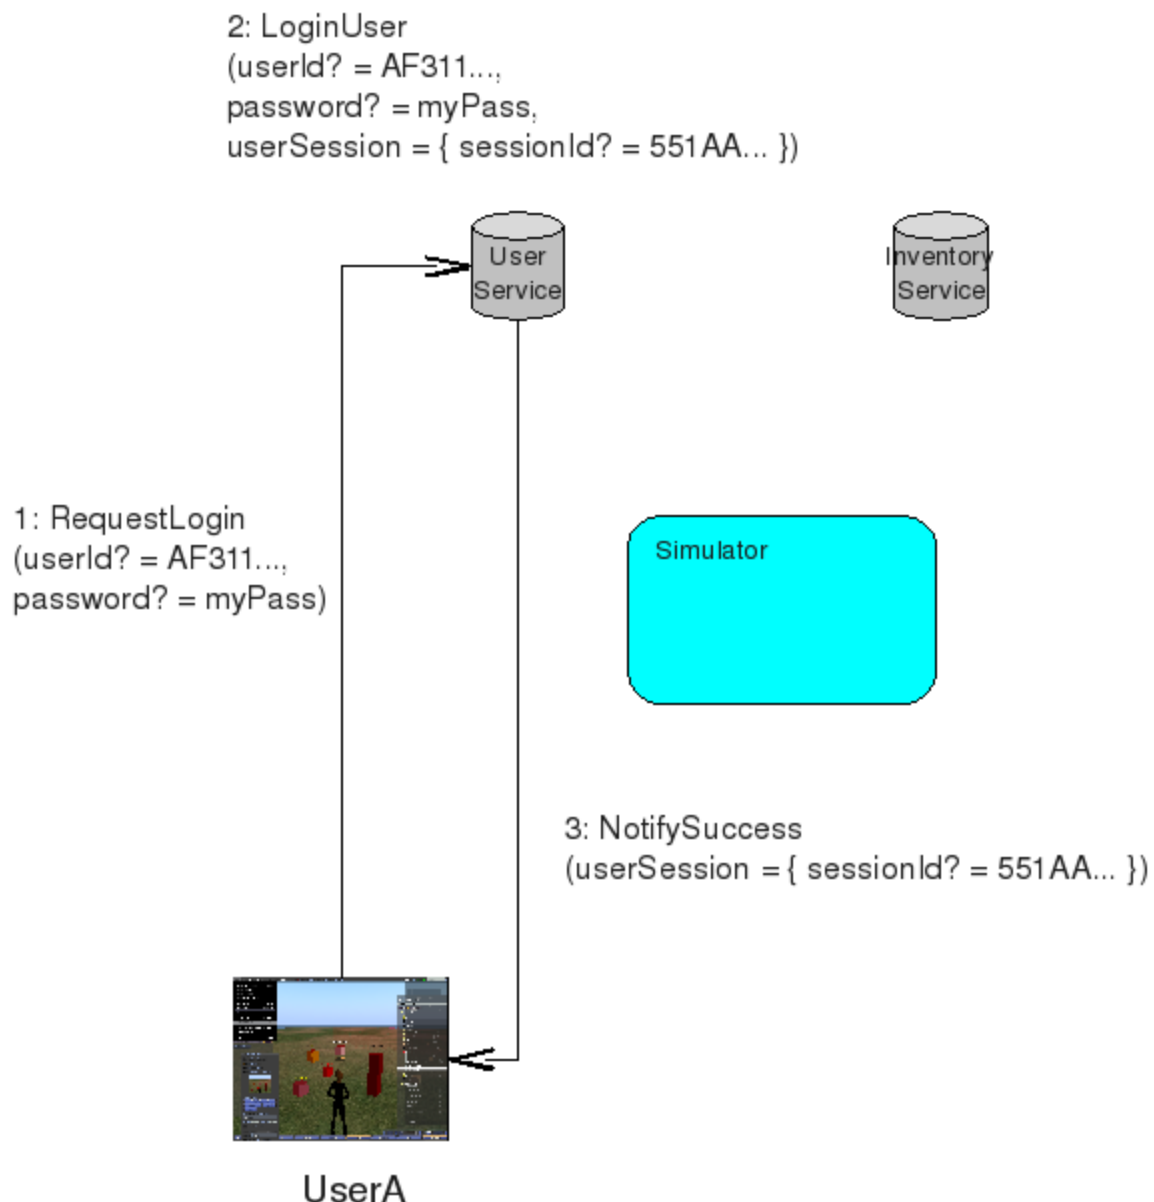 2: LoginUser
(userId? = AF311...,
password? = myPass,
userSession = { sessionId? = 551AA... })
User
Service
Inventory
Service
1: RequestLogin
(userId? = AF311...,
password? = myPass)
Simulator
3: NotifySuccess
(userSession = { sessionId? = 551AA... })
UserA